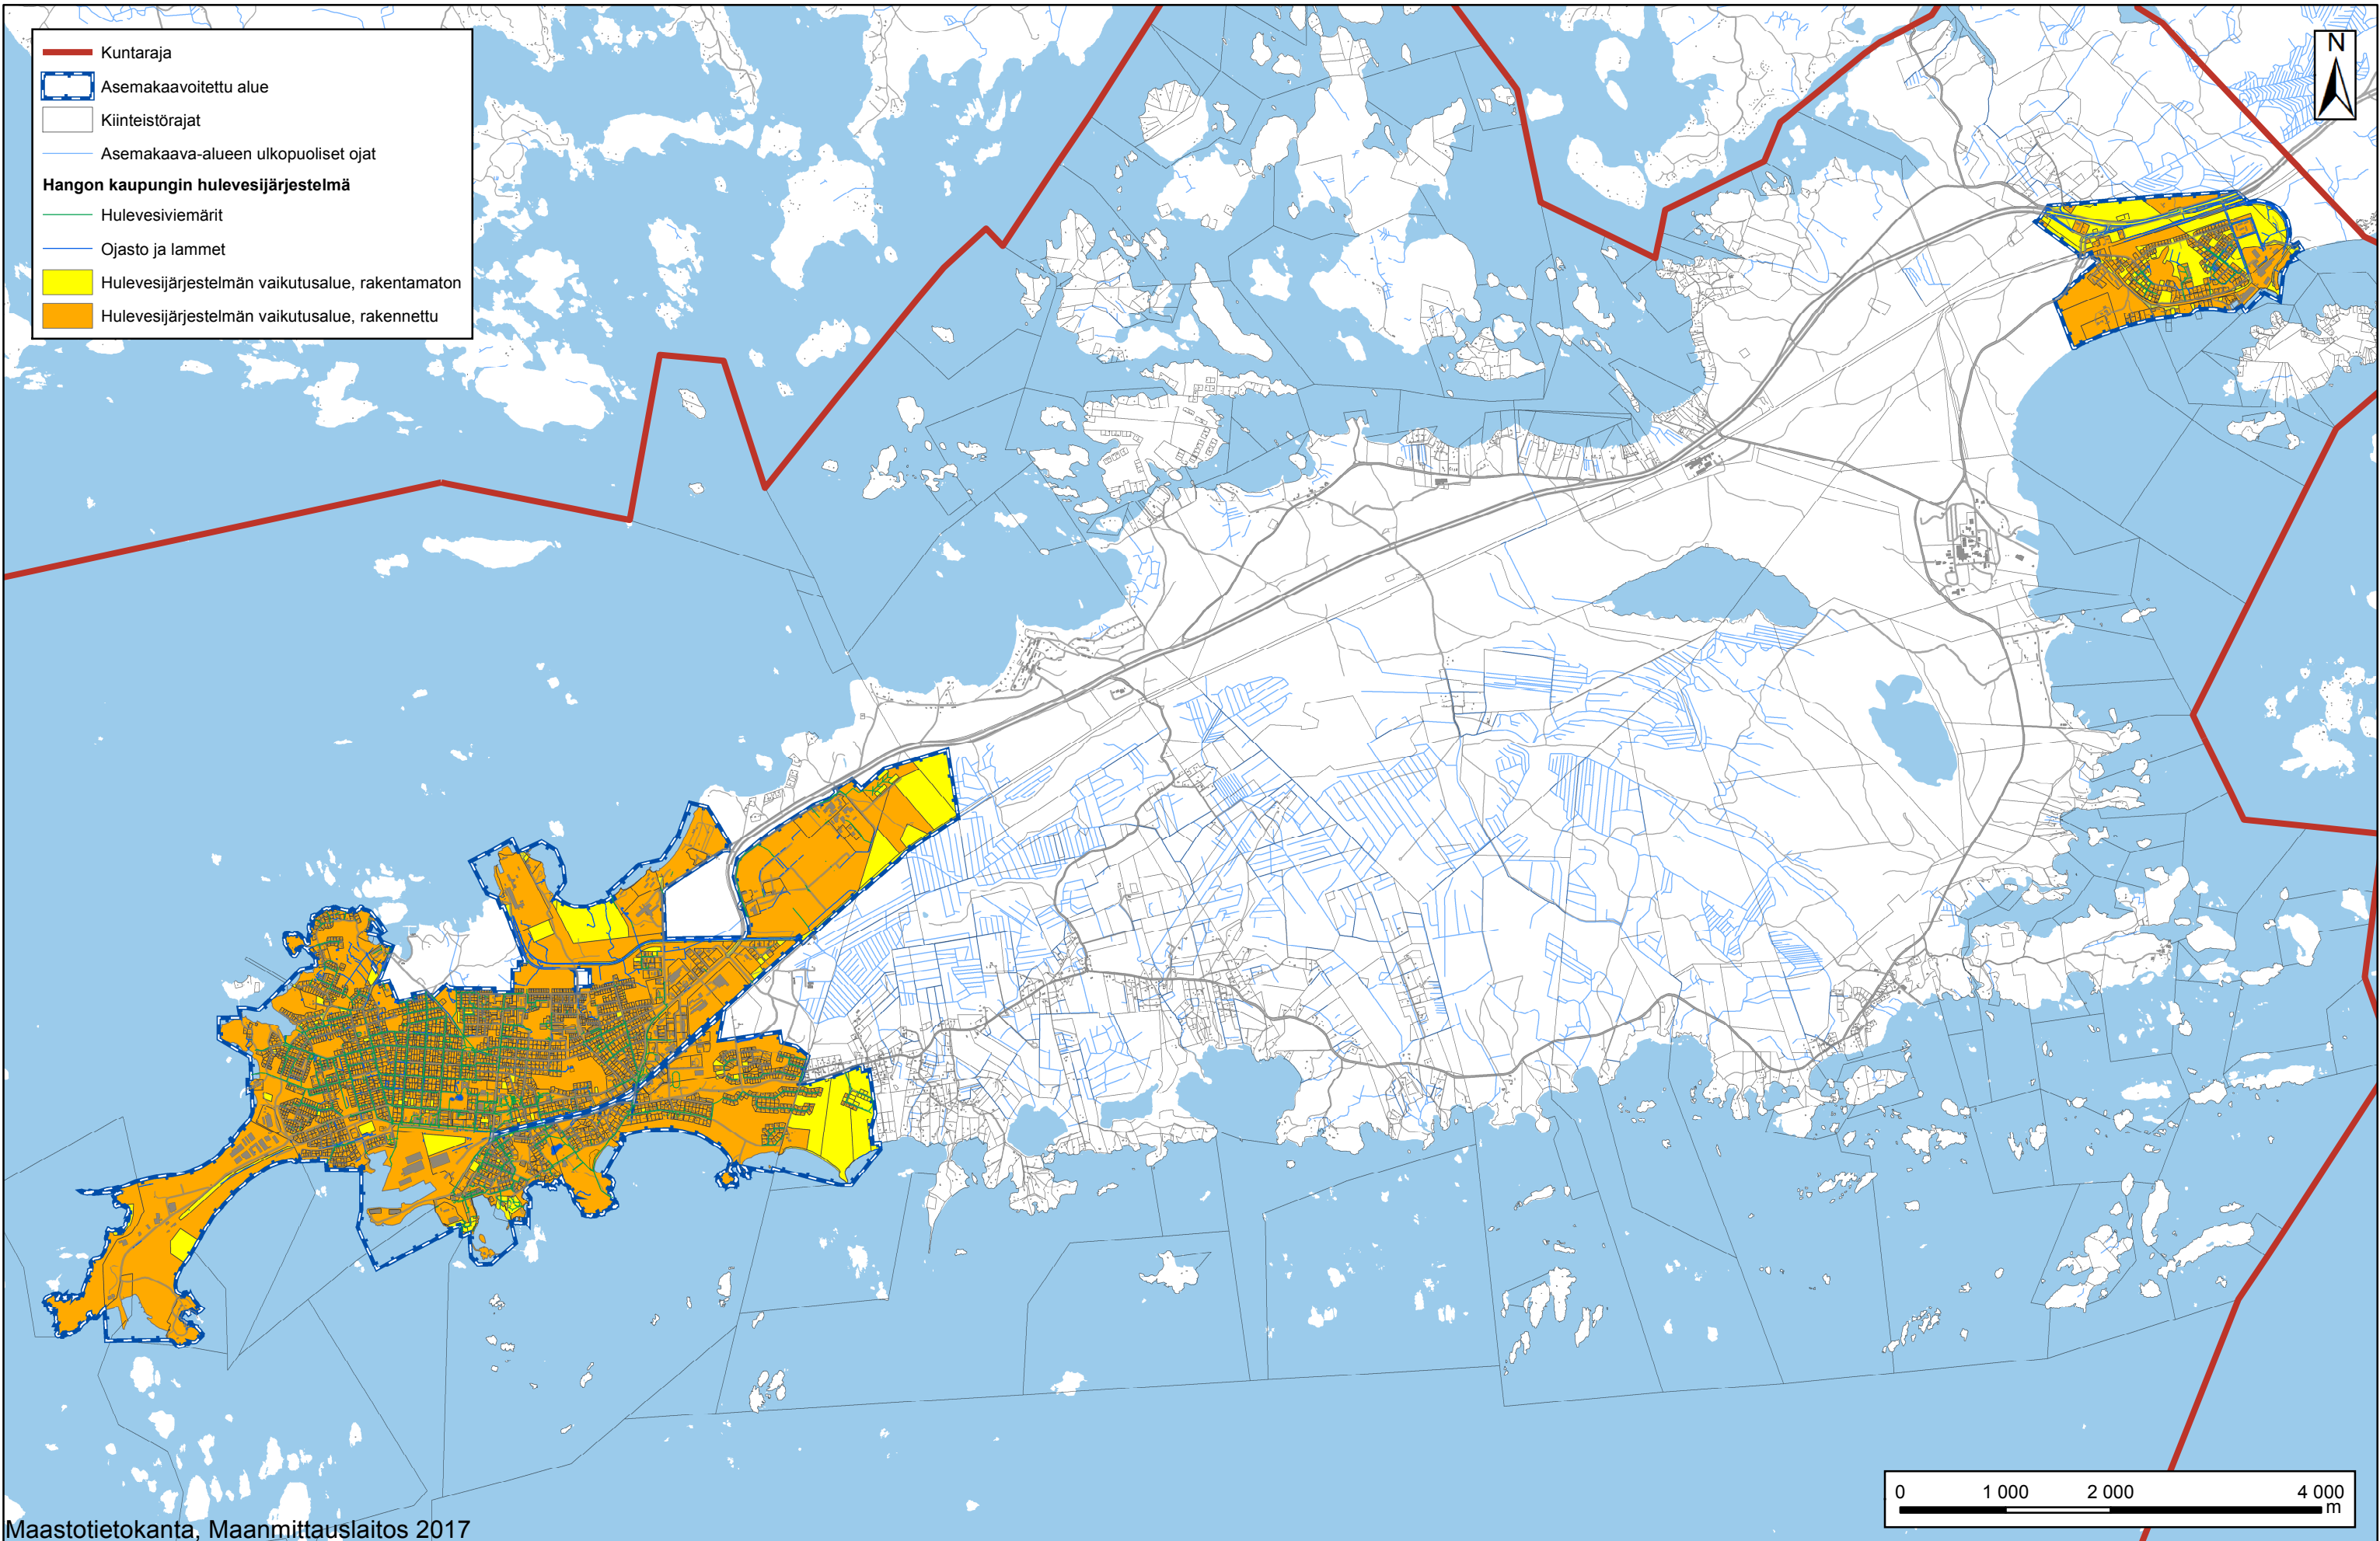 Kuntaraja
Asemakaavoitettu alue
Kiinteistörajat
Asemakaava-alueen ulkopuoliset ojat
Hangon kaupungin hulevesijärjestelmä
Hulevesiviemärit
Ojasto ja lammet
Hulevesijärjestelmän vaikutusalue, rakentamaton
Hulevesijärjestelmän vaikutusalue, rakennettu
N
0 1 000 2 000 4 000
m
Maastotietokanta, Maanmittauslaitos 2017